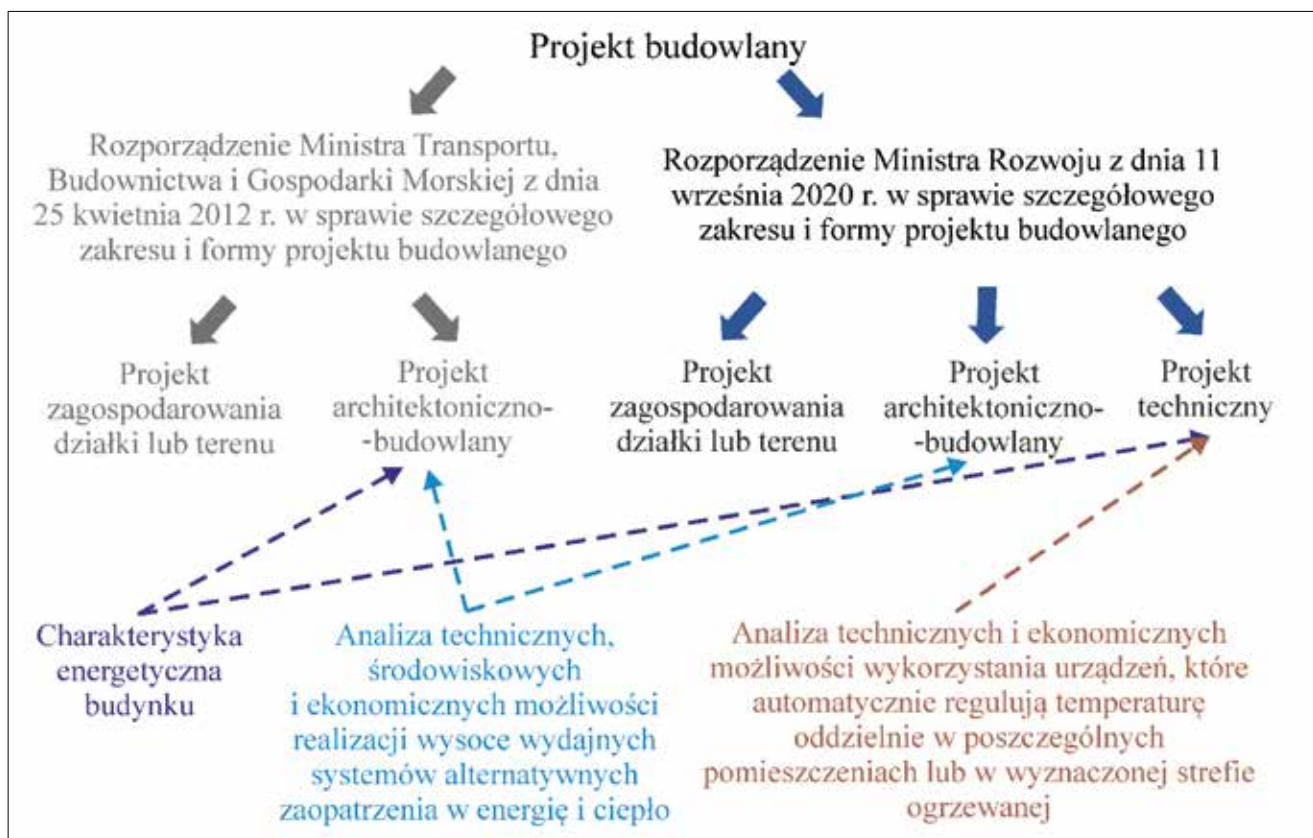 Projekt budowlany
Rozporządzenie Ministra Transportu,
Budownictwa i Gospodarki Morskiej z dnia
25 kwietnia 2012 r. w sprawie szczegółowego
zakresu i formy projektu budowlanego
Rozporządzenie Ministra Rozwoju z dnia 11
września 2020 r. w sprawie szczegółowego
zakresu i formy projektu budowlanego
Projekt
zagospodarowania
działki lub terenu
Projekt
architektoniczno-
-budowlany
Projekt
zagospodarowania
działki lub terenu
Projekt
architektoniczno-
-budowlany
Projekt
techniczny
Charakterystyka
energetyczna
budynku
Analiza technicznych,
środowiskowych
i ekonomicznych możliwości
realizacji wysoce wydajnych
systemów alternatywnych
zaopatrzenia w energię i ciepło
Analiza technicznych i ekonomicznych
możliwości wykorzystania urządzeń, które
automatycznie regulują temperaturę
oddzielnie w poszczególnych
pomieszczeniach lub w wyznaczonej strefie
ogrzewanej